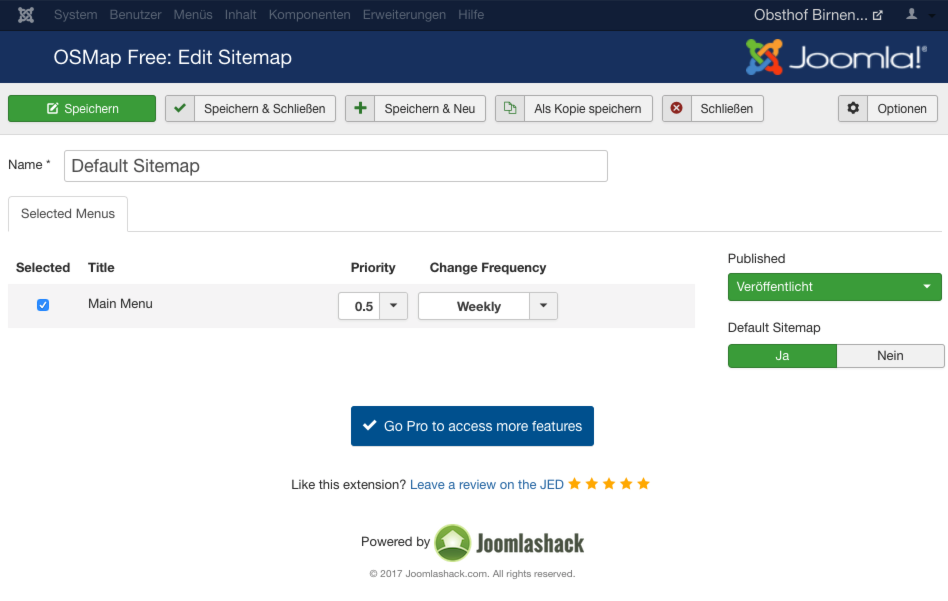 System Benutzer Menüs Inhalt Komponenten Erweiterungen Hilfe Obsthof Birnen...
OSMap Free: Edit Sitemap Joomla!®
Speichern Speichern & Schließen Speichern & Neu Als Kopie speichern Schließen Optionen
Name * Default Sitemap
Selected Menus
Selected Title Priority Change Frequency
Main Menu 0.5 Weekly
Published
Veröffentlicht
Default Sitemap
Ja Nein
Go Pro to access more features
Like this extension? Leave a review on the JED
Powered by Joomlashack
© 2017 Joomlashack.com. All rights reserved.